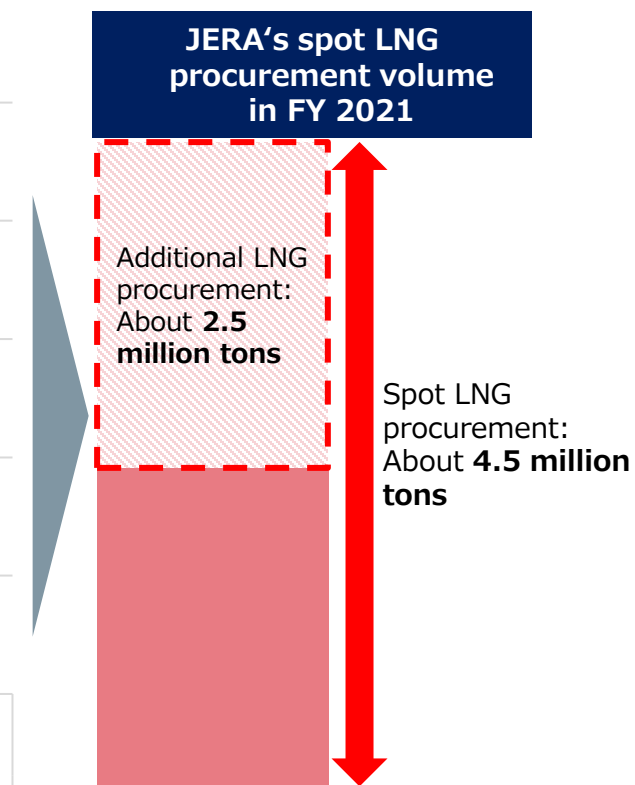 JERA‘s spot LNG
procurement volume
in FY 2021
Additional LNG
procurement:
About 2.5
million tons
Spot LNG
procurement:
About 4.5 million
tons